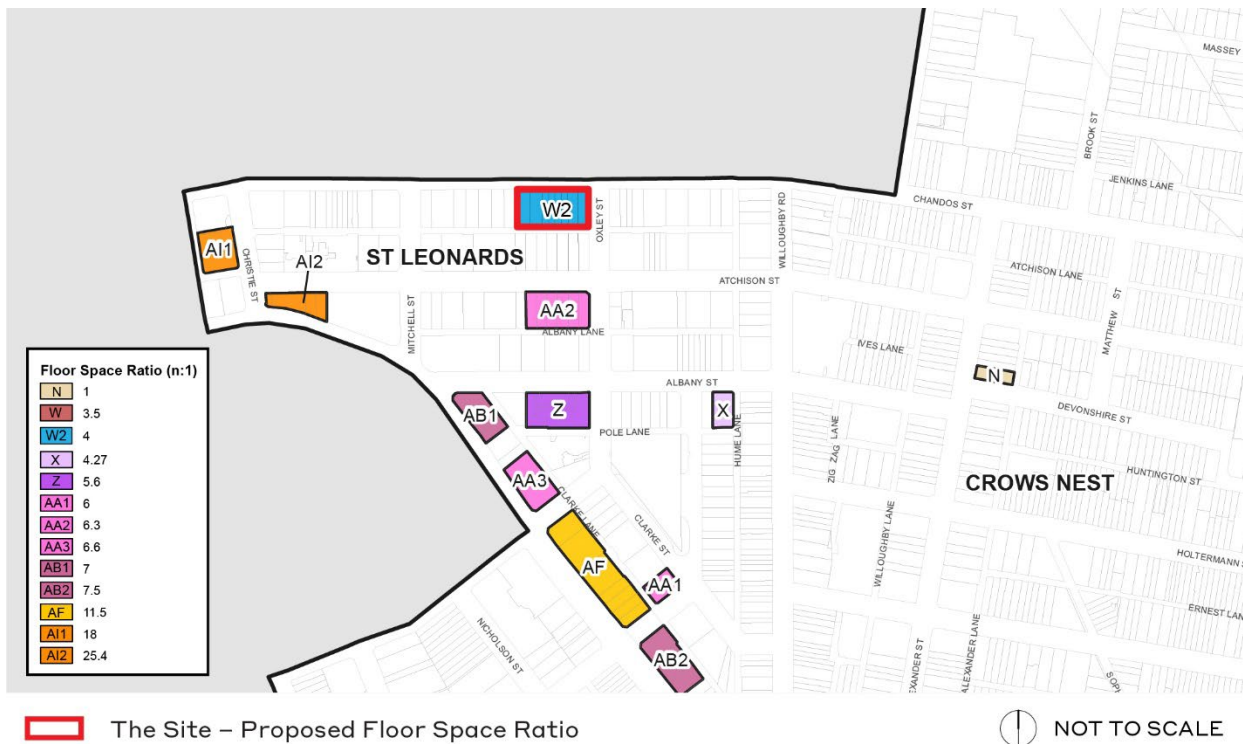 MASSEY
BROOK ST
JENKINS LANE
CHANDOS ST
W2
OXLEY ST
WILLOUGHBY RD
AI1
CHRISTIE ST
AI2
ST LEONARDS
ATCHISON ST
ATCHISON LANE
MATTHEW ST
MITCHELL ST
AA2
ALBANY LANE
IVES LANE
ALBANY ST
N
DEVONSHIRE ST
AB1
Z
X
POLE LANE
HUME LANE
ZIG ZAG LANE
HUNTINGTON ST
CROWS NEST
AA3
CLARKE LANE
CLARKE ST
WILLOUGHBY LANE
HOLTERMANN S
AF
AA1
ERNEST LANE
NICHOLSON ST
AB2
EXANDER ST
ALEXANDER LANE
SOPH
Floor Space Ratio (n:1)
N 1
W 3.5
W2 4
X 4.27
Z 5.6
AA1 6
AA2 6.3
AA3 6.6
AB1 7
AB2 7.5
AF 11.5
AI1 18
AI2 25.4
The Site – Proposed Floor Space Ratio
NOT TO SCALE